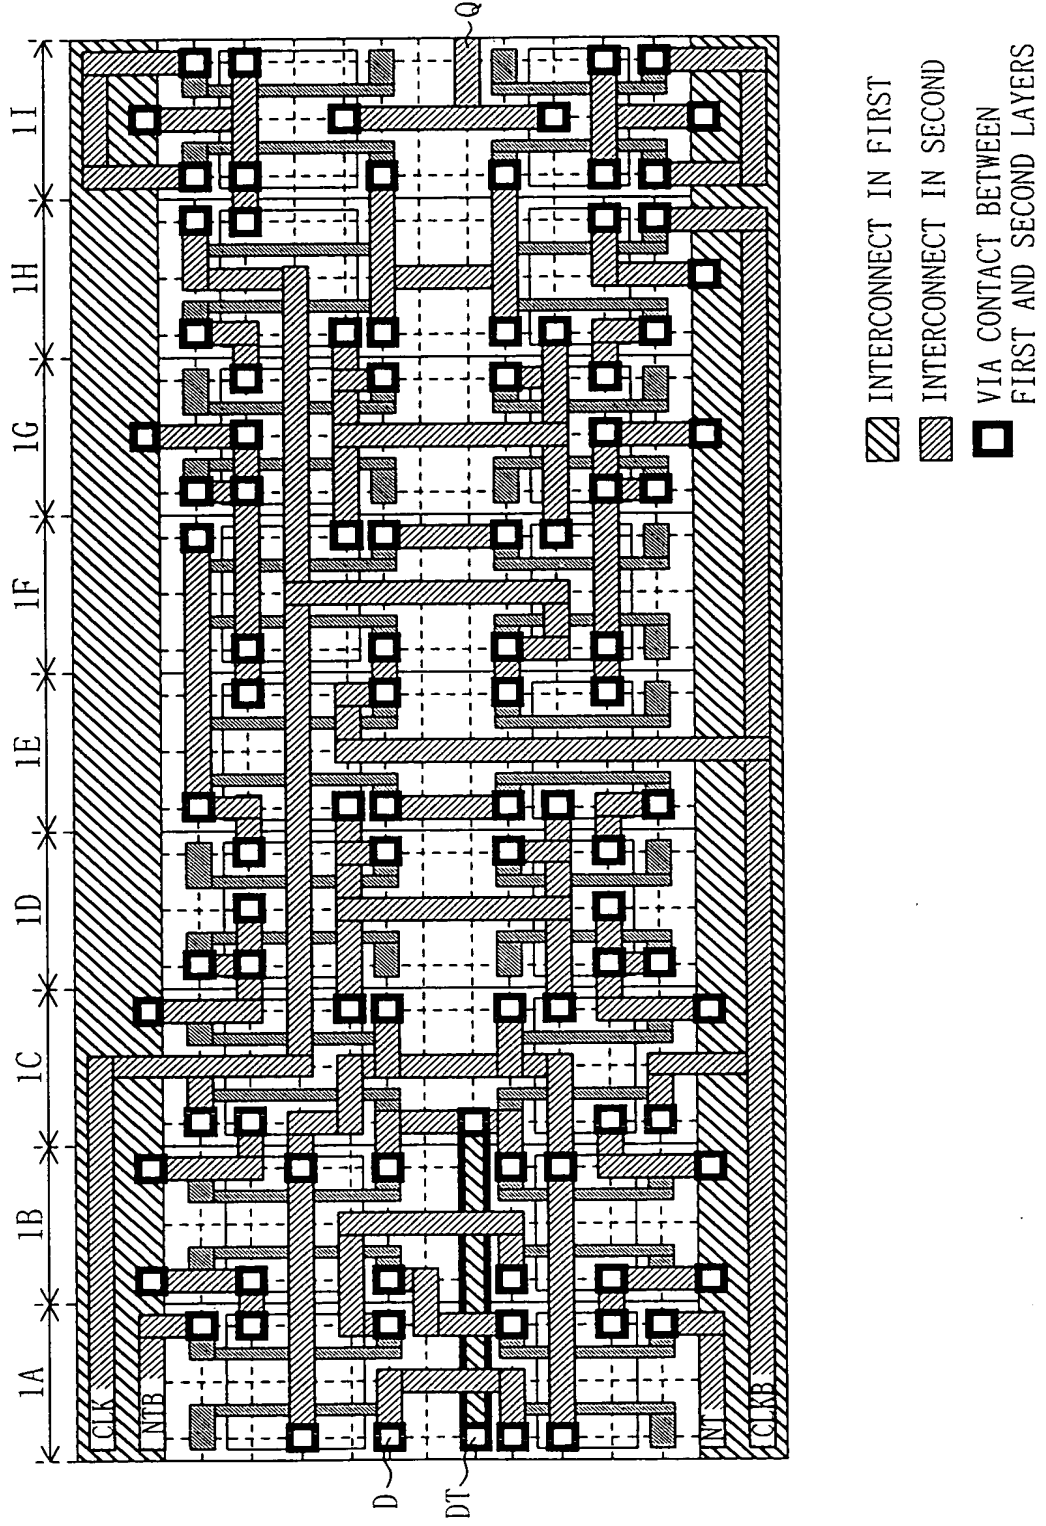 1A
1B
1C
1D
1E
1F
1G
1H
1I
CLK
NTB
NT
CLKB
D
DT
Q
INTERCONNECT IN FIRST
INTERCONNECT IN SECOND
VIA CONTACT BETWEEN
FIRST AND SECOND LAYERS